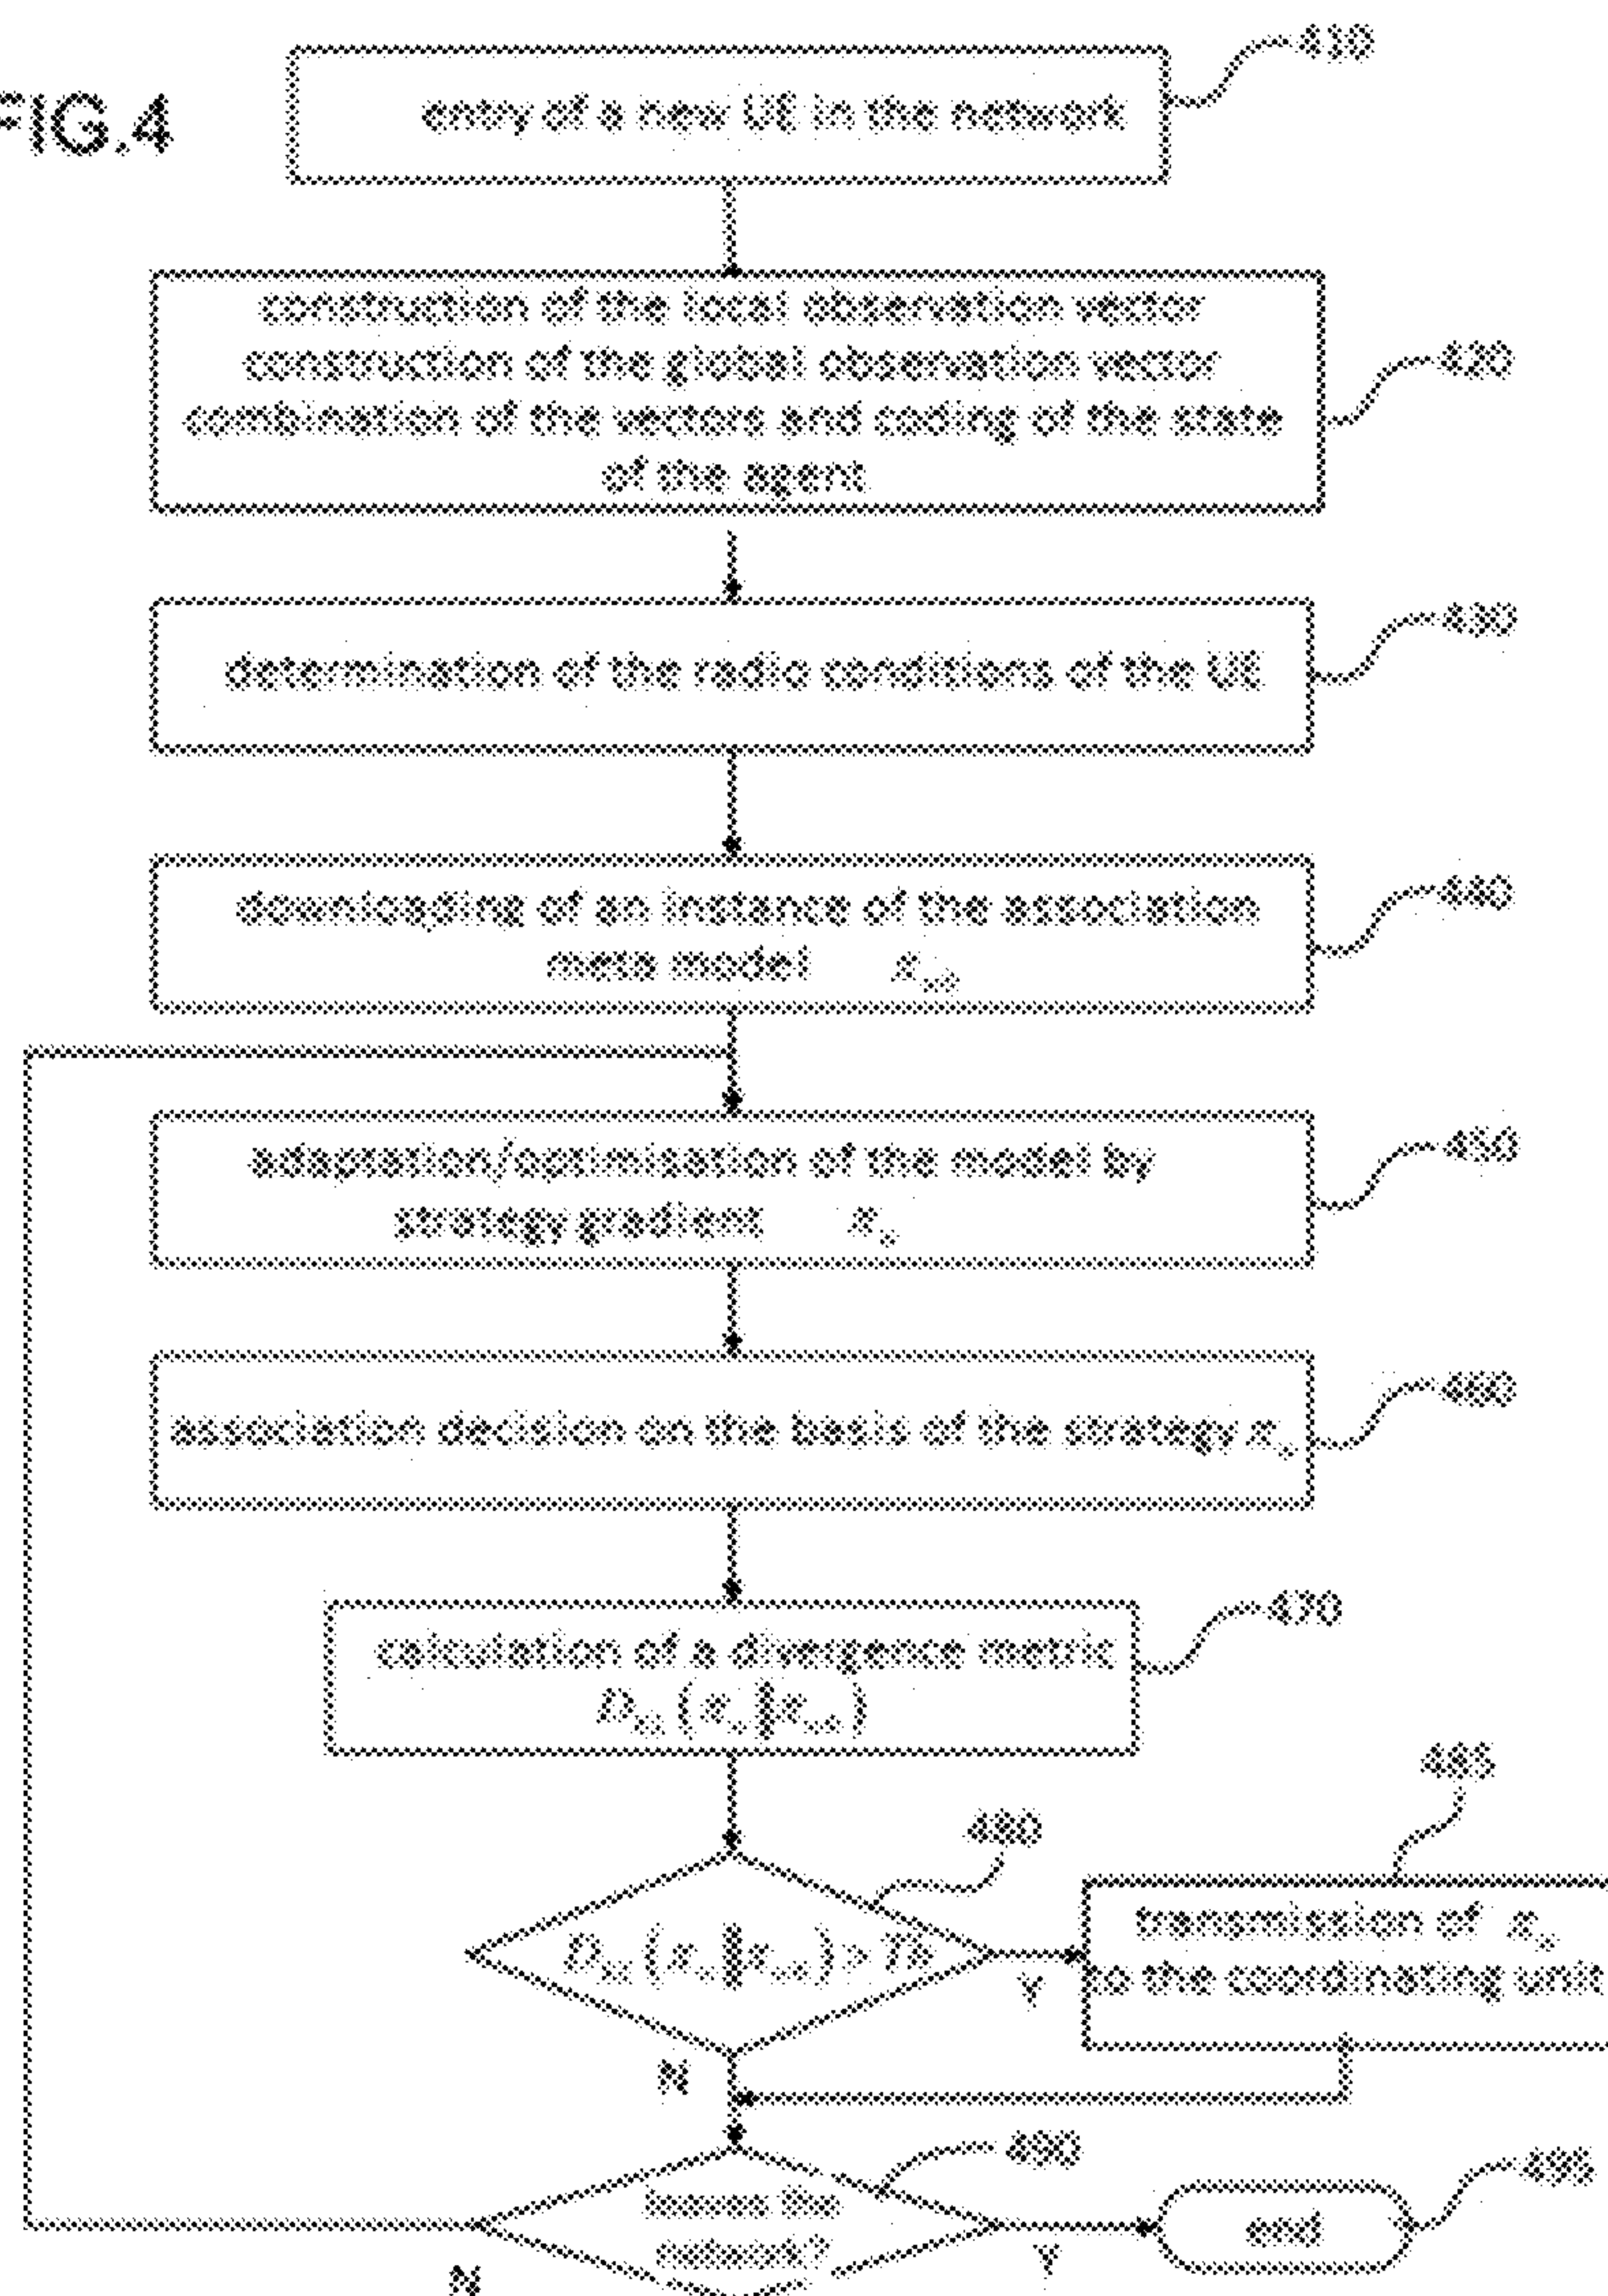 FIG.4
410
entry of a new UE in the network
construction of the local observation vector
construction of the global observation vector
combination of the vectors and coding of the state
of the agent
420
430
determination of the radio conditions of the UE
440
downloading of an instance of the association
meta model
450
adaptation/optimisation of the model by
strategy gradient
460
association decision on the basis of the strategy
470
calculation of a divergence metric
485
480
> Th
Y
transmission of
to the coordinating unit
N
490
495
leaves the
network?
end
Y
N